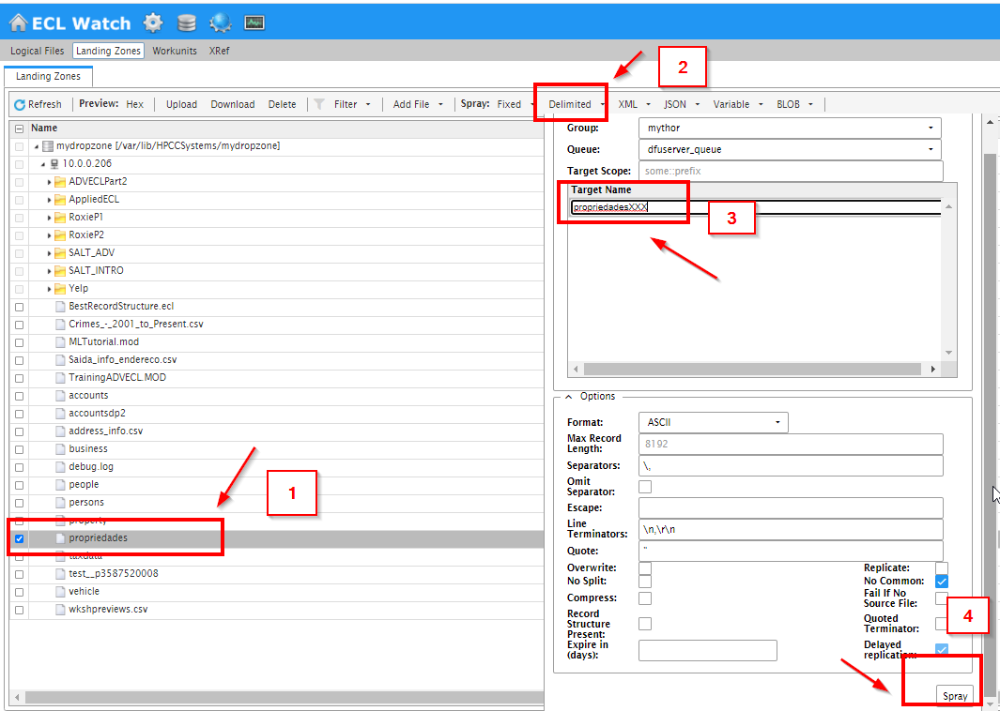 ECL Watch
Logical Files Landing Zones Workunits XRef
Landing Zones
Refresh Preview: Hex Upload Download Delete Filter Add File Spray: Fixed Delimited XML JSON Variable BLOB
2
Name
mydropzone [/var/lib/HPCCSystems/mydropzone]
10.0.0.206
ADVECLPart2
AppliedECL
RoxieP1
RoxieP2
SALT_ADV
SALT_INTRO
Yelp
BestRecordStructure.ecl
Crimes_-_2001_to_Present.csv
MLTutorial.mod
Saida_info_endereco.csv
TrainingADVECL.MOD
accounts
accountsdp2
address_info.csv
business
debug.log
people
persons
property
propriedades
taxdata
test__p3587520008
vehicle
wkshpreviews.csv
1
Group: mythor
Queue: dfuserver_queue
Target Scope: some::prefix
Target Name
propriedadesXXX
3
Options
Format: ASCII
Max Record
Length: 8192
Separators: \,
Omit
Separator:
Escape:
Line
Terminators: \n,\r\n
Quote: "
Overwrite: Replicate:
No Split: No Common:
Compress: Fail If No
Source File:
Record
Structure
Present:
Quoted
Terminator:
Expire in
(days):
Delayed
replication:
4
Spray